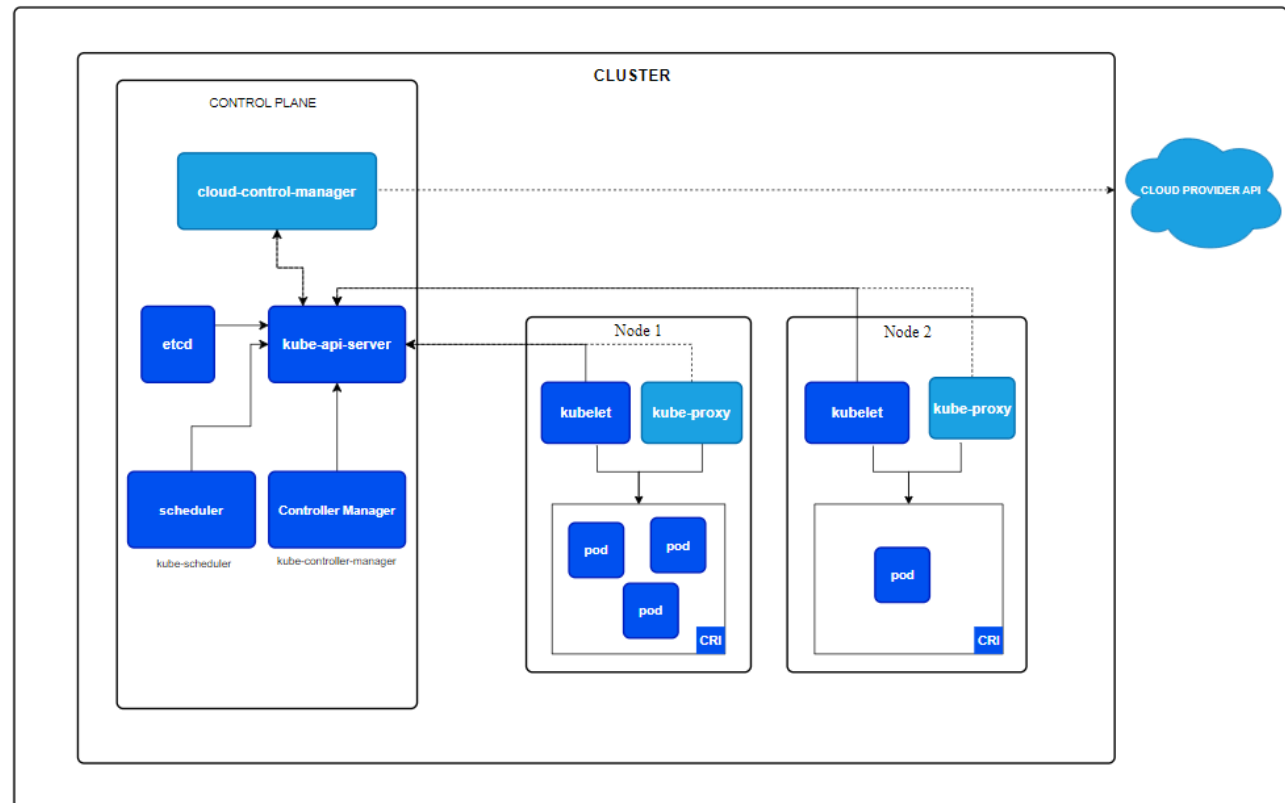 CLUSTER
CONTROL PLANE
cloud-control-manager
CLOUD PROVIDER API
etcd
kube-api-server
Node 1
Node 2
kubelet
kube-proxy
kubelet
kube-proxy
scheduler
Controller Manager
kube-scheduler
kube-controller-manager
pod
pod
pod
CRI
pod
CRI